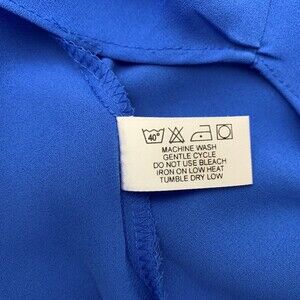 40°
MACHINE WASH
GENTLE CYCLE
DO NOT USE BLEACH
IRON ON LOW HEAT
TUMBLE DRY LOW